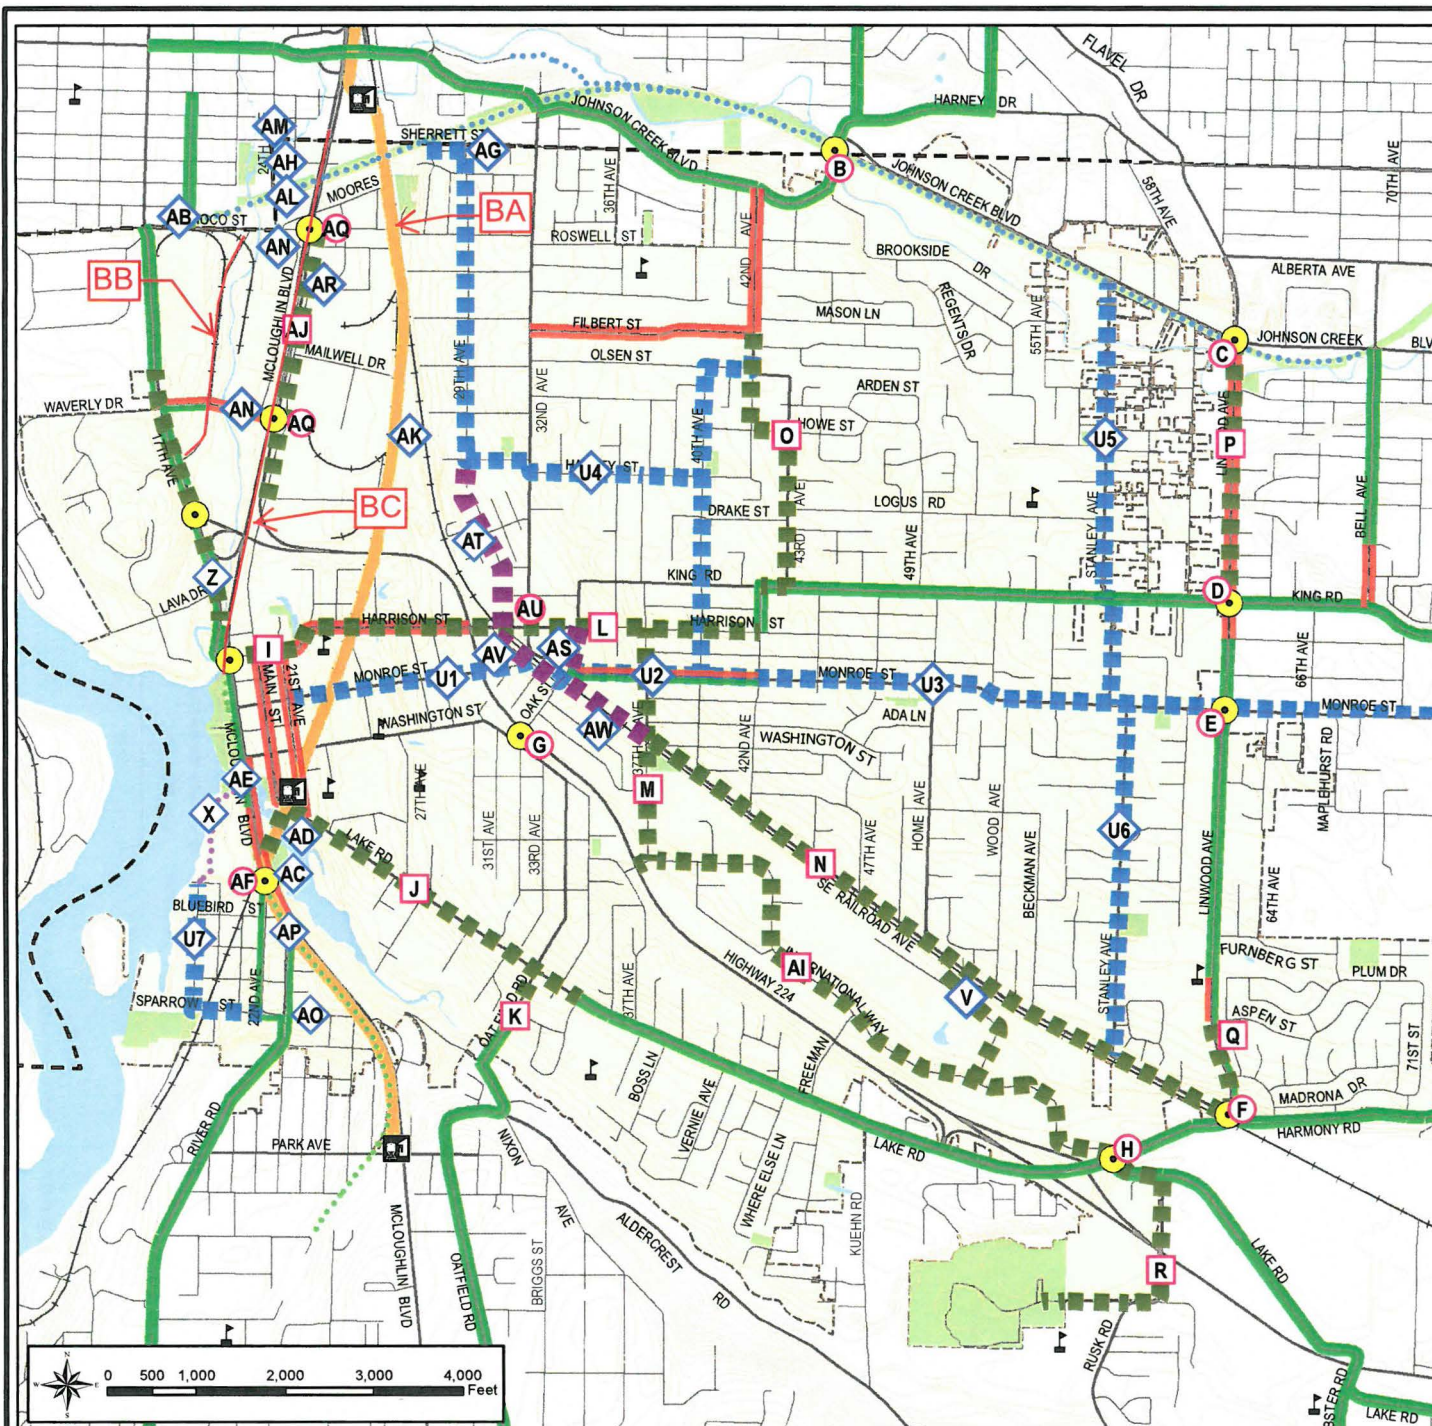 FLAVEL DR
HARNEY DR
JOHNSON CREEK BLVD
SHERRETT ST
AM
AG
AH
B
JOHNSON CREEK BLVD
58TH AVE
70TH AVE
36TH AVE
AL
MOORES
BA
AB
OCO ST
AQ
AN
ROSWELL ST
42ND AVE
BROOKSIDE DR
ALBERTA AVE
BB
AR
MCLOUGHLIN BLVD
REGENTS DR
MASON LN
55TH AVE
AJ
FILBERT ST
JOHNSON CREEK BLV
C
MAILWELL DR
OLSEN ST
29TH AVE
32ND AVE
ARDEN ST
WAVERLY DR
AN
AQ
AK
40TH AVE
O
HOWE ST
U5
P
17TH AVE
U4
LOGUS RD
BC
DRAKE ST
43RD AVE
49TH AVE
STANLEY AVE
BELL AVE
AT
Z
LAVA DR
KING RD
D
KING RD
AU
HARRISON ST
L
HARRISON ST
I
MAIN ST
21ST AVE
MONROE ST
U1
AV
AS
U2
MONROE ST
U3
66TH AVE
MONROE ST
OAK ST
WASHINGTON ST
AW
ADA LN
E
G
37TH AVE
42ND AVE
WASHINGTON ST
MAPLEHURST RD
AE
X
BLVD
27TH AVE
M
AD
LAKE RD
31ST AVE
33RD AVE
47TH AVE
HOME AVE
WOOD AVE
U6
N
AF
AC
J
SE RAILROAD AVE
BECKMAN AVE
LINWOOD AVE
64TH AVE
BLUEBIRD ST
U7
AP
HIGHWAY 224
AI
INTERNATIONAL WAY
STANLEY AVE
FURNBERG ST
PLUM DR
SPARROW ST
22ND AVE
AO
OATFIELD RD
K
37TH AVE
V
ASPEN ST
Q
71ST ST
BOSS LN
VERNIE AVE
FREEMAN
MADRONA DR
F
HARMONY RD
RIVER RD
PARK AVE
NIXON AVE
WHERE ELSE LN
LAKE RD
H
MCLOUGHLIN BLVD
OATFIELD RD
BRIGGS ST
ALDERCREST RD
KUEHN RD
LAKE RD
R
RUSK RD
N
W E
S
0 500 1,000 2,000 3,000 4,000
Feet
LAKE RD